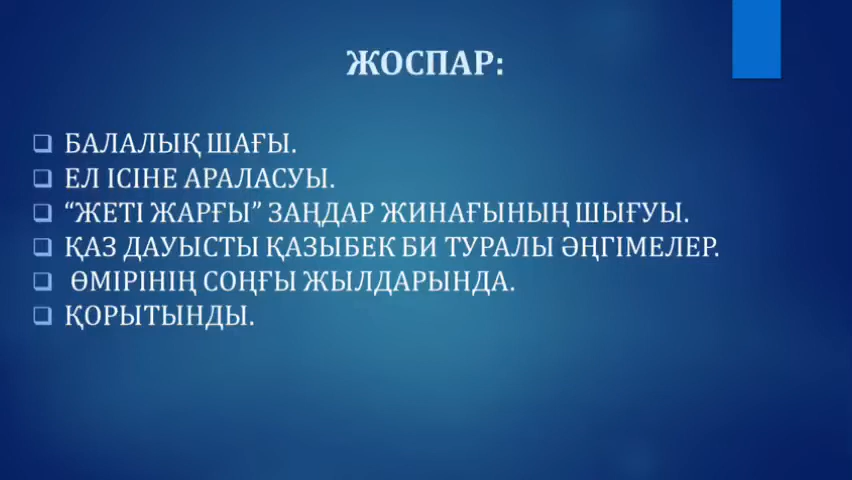 ЖОСПАР:
БАЛАЛЫҚ ШАҒЫ.
ЕЛ ІСІНЕ АРАЛАСУЫ.
“ЖЕТІ ЖАРҒЫ” ЗАҢДАР ЖИНАҒЫНЫҢ ШЫҒУЫ.
ҚАЗ ДАУЫСТЫ ҚАЗЫБЕК БИ ТУРАЛЫ ӘҢГІМЕЛЕР.
ӨМІРІНІҢ СОҢҒЫ ЖЫЛДАРЫНДА.
ҚОРЫТЫНДЫ.